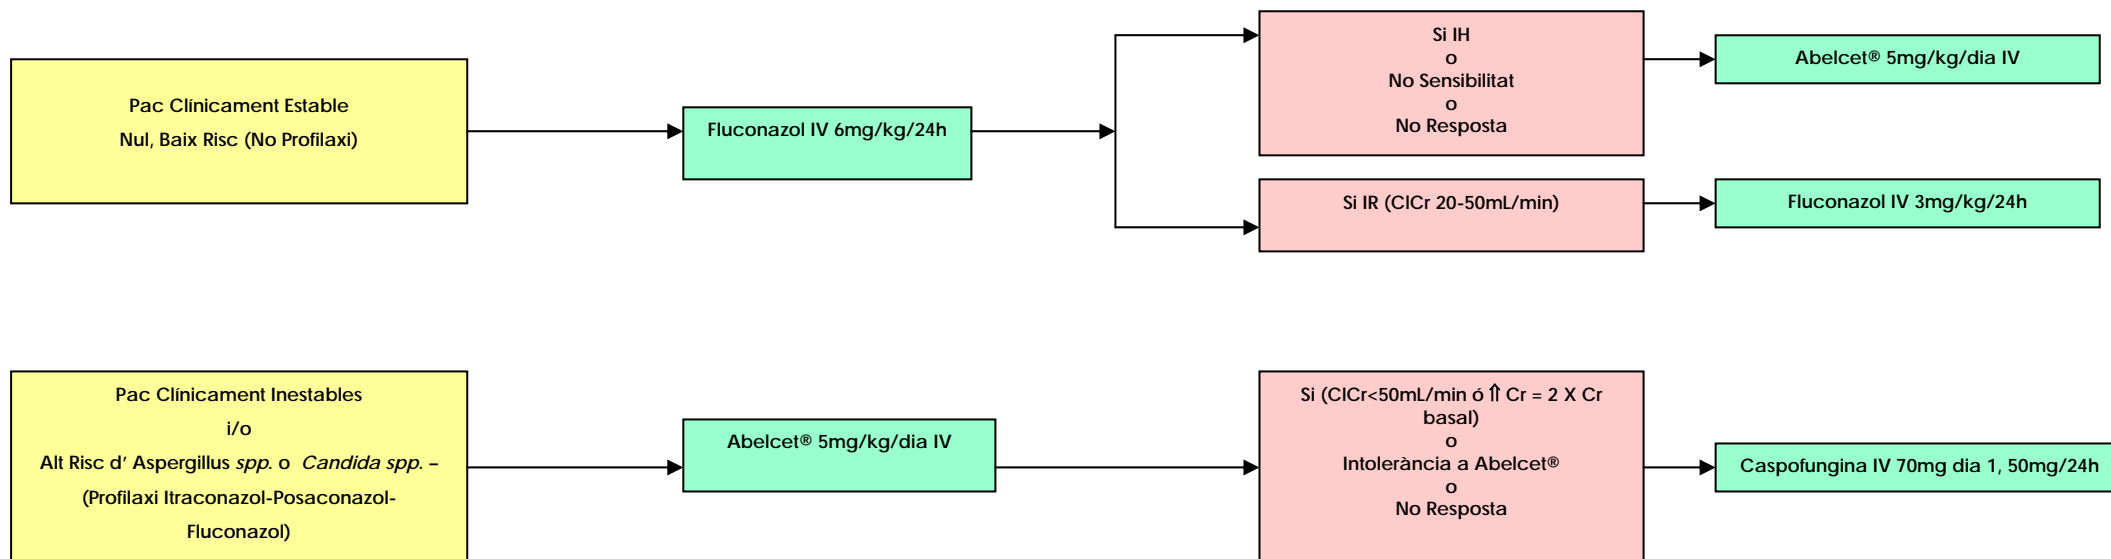 Pac Clínicament Estable
Nul, Baix Risc (No Profilaxi)
Fluconazol IV 6mg/kg/24h
Si IH
o
No Sensibilitat
o
No Resposta
Abelcet® 5mg/kg/dia IV
Si IR (ClCr 20-50mL/min)
Fluconazol IV 3mg/kg/24h
Pac Clínicament Inestables
i/o
Alt Risc d' Aspergillus spp. o Candida spp. –
(Profilaxi Itraconazol-Posaconazol-
Fluconazol)
Abelcet® 5mg/kg/dia IV
Si (ClCr<50mL/min ó ⇑ Cr = 2 X Cr
basal)
o
Intolerància a Abelcet®
o
No Resposta
Caspofungina IV 70mg dia 1, 50mg/24h